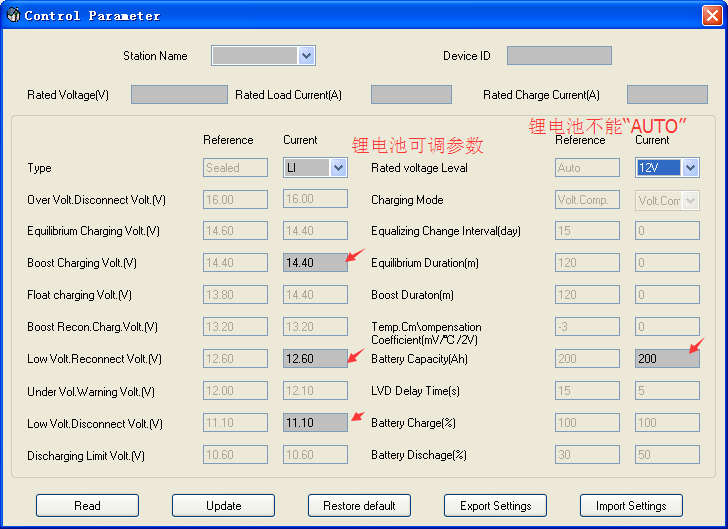 Control Parameter
Station Name
Device ID
Rated Voltage(V)
Rated Load Current(A)
Rated Charge Current(A)
锂电池可调参数
锂电池不能“AUTO”
Reference Current
Reference Current
Type Sealed LI
Rated voltage Leval Auto 12V
Over Volt.Disconnect Volt.(V) 16.00 16.00
Charging Mode Volt.Comp. Volt.Com
Equilibrium Charging Volt.(V) 14.60 14.40
Equalizing Change Interval(day) 15 0
Boost Charging Volt.(V) 14.40 14.40
Equilibrium Duration(m) 120 0
Float charging Volt.(V) 13.80 14.40
Boost Duraton(m) 120 0
Boost Recon.Charg.Volt.(V) 13.20 13.20
Temp.Cm\ompensation
Coefficient(mV/℃/2V) -3 0
Low Volt.Reconnect Volt.(V) 12.60 12.60
Battery Capacity(Ah) 200 200
Under Vol.Warning Volt.(V) 12.00 12.10
LVD Delay Time(s) 15 5
Low Volt.Disconnect Volt.(V) 11.10 11.10
Battery Charge(%) 100 100
Discharging Limit Volt.(V) 10.60 10.60
Battery Dischage(%) 30 50
Read
Update
Restore default
Export Settings
Import Settings